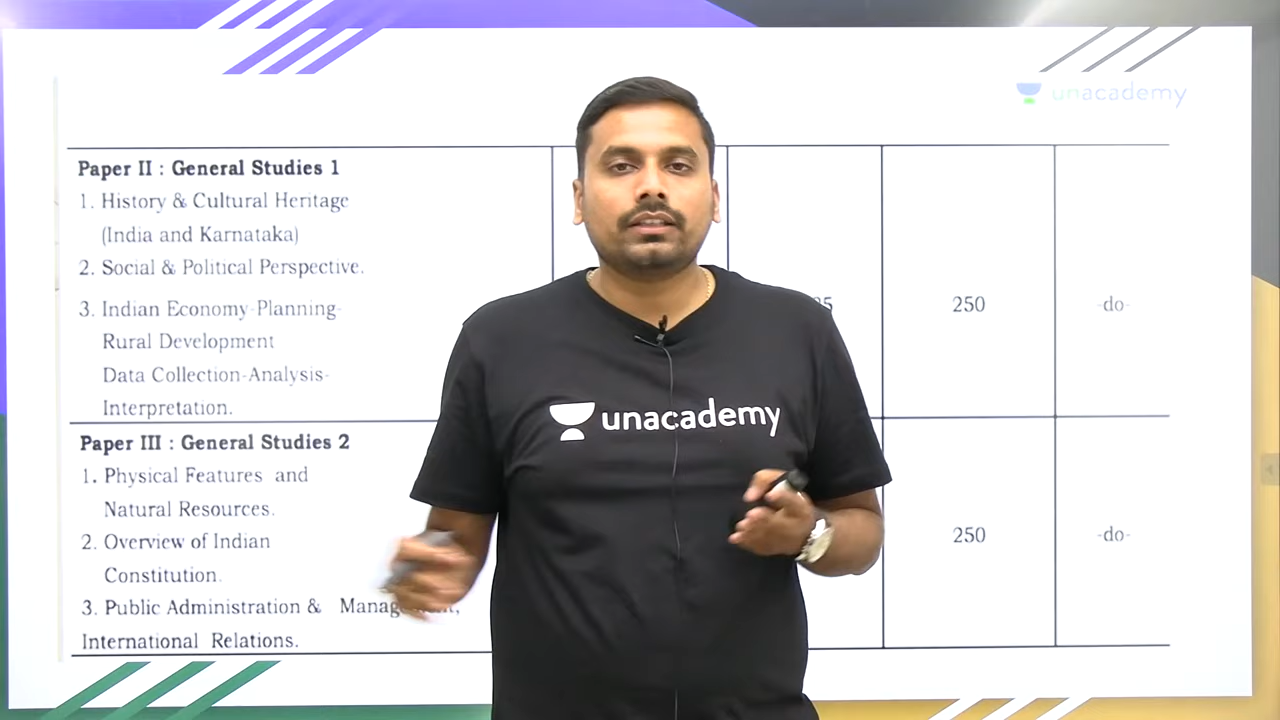 unacademy
Paper II : General Studies 1
1. History & Cultural Heritage
(India and Karnataka)
2. Social & Political Perspective.
3. Indian Economy-Planning-
Rural Development
Data Collection-Analysis-
Interpretation.
250
-do-
Paper III : General Studies 2
1. Physical Features and
Natural Resources.
2. Overview of Indian
Constitution.
3. Public Administration &
International Relations.
250
-do-
unacademy